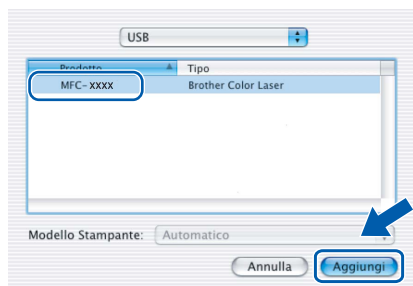 USB
Prodotto Tipo
MFC-XXXX Brother Color Laser
Modello Stampante: Automatico
Annulla Aggiungi